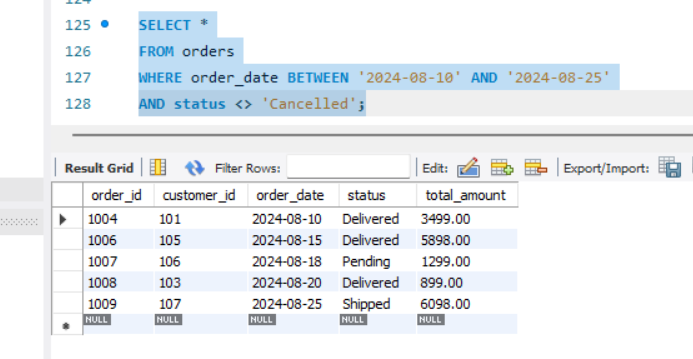 124
125 SELECT *
126 FROM orders
127 WHERE order_date BETWEEN '2024-08-10' AND '2024-08-25'
128 AND status <> 'Cancelled';
Result Grid Filter Rows: Edit: Export/Import:
order_id customer_id order_date status total_amount
1004 101 2024-08-10 Delivered 3499.00
1006 105 2024-08-15 Delivered 5898.00
1007 106 2024-08-18 Pending 1299.00
1008 103 2024-08-20 Delivered 899.00
1009 107 2024-08-25 Shipped 6098.00
NULL NULL NULL NULL NULL